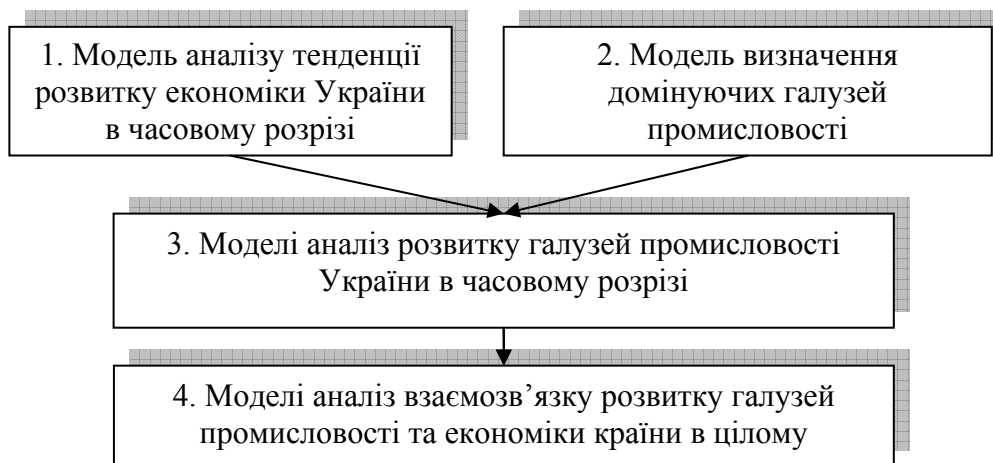 1. Модель аналізу тенденції
розвитку економіки України
в часовому розрізі
2. Модель визначення
домінуючих галузей
промисловості
3. Моделі аналіз розвитку галузей промисловості
України в часовому розрізі
4. Моделі аналіз взаємозв’язку розвитку галузей
промисловості та економіки країни в цілому